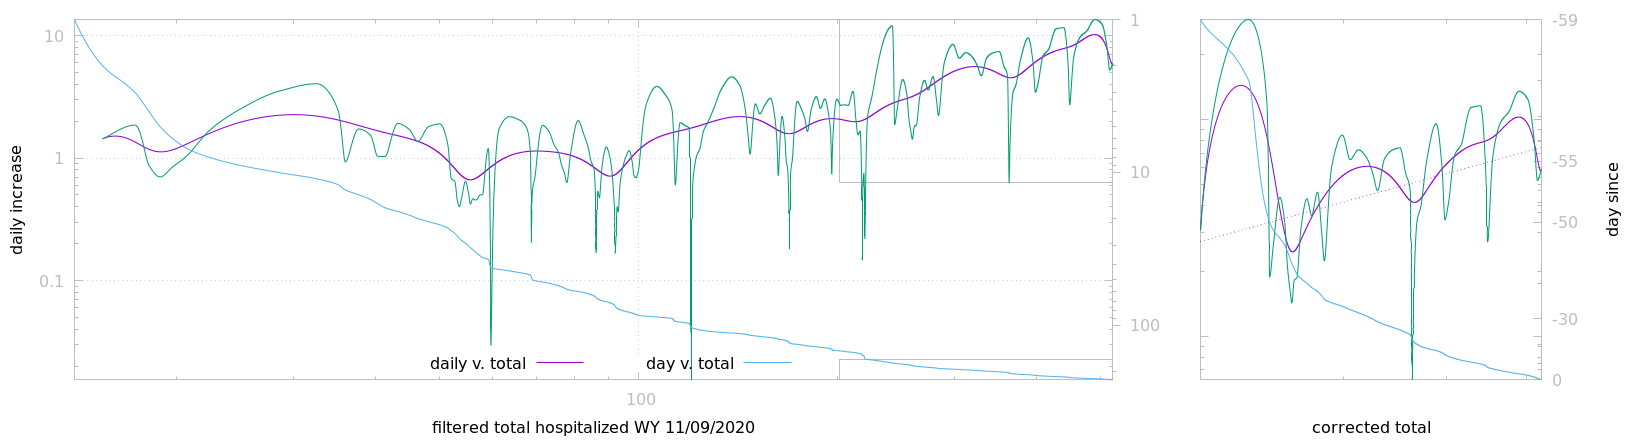 10
1
0.1
daily increase
daily v. total
day v. total
100
filtered total hospitalized WY 11/09/2020
1
10
100
corrected total
-59
-55
-50
-30
0
day since